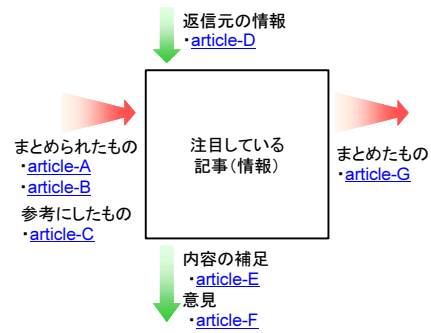 返信元の情報
・article-D
まとめられたもの
・article-A
・article-B
参考にしたもの
・article-C
注目している
記事(情報)
まとめたもの
・article-G
内容の補足
・article-E
意見
・article-F